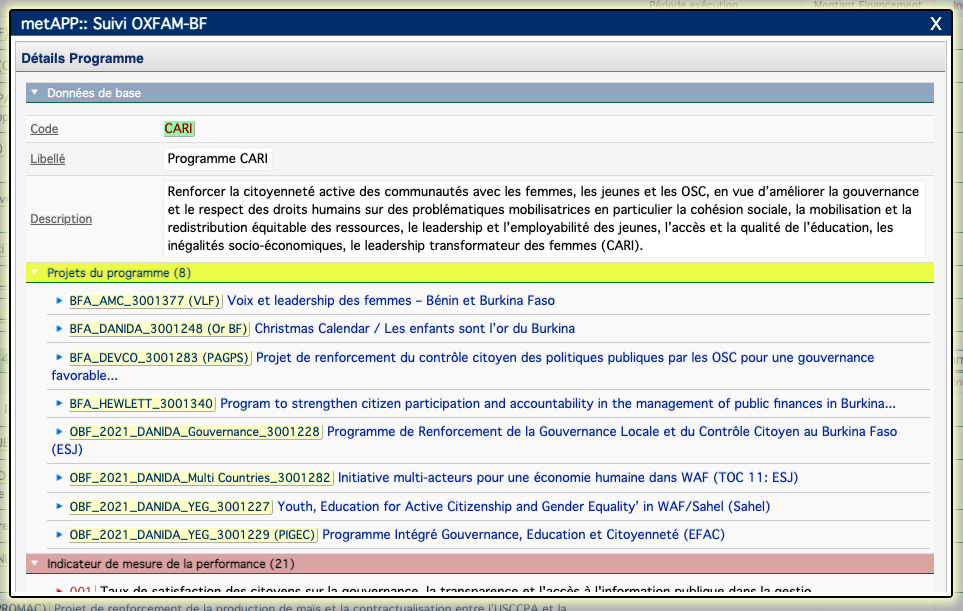 Période exécution
Montant Financement
metAPP:: Suivi OXFAM-BF
X
Détails Programme
Données de base
Code
CARI
Libellé
Programme CARI
Description
Renforcer la citoyenneté active des communautés avec les femmes, les jeunes et les OSC, en vue d’améliorer la gouvernance
et le respect des droits humains sur des problématiques mobilisatrices en particulier la cohésion sociale, la mobilisation et la
redistribution équitable des ressources, le leadership et l’employabilité des jeunes, l’accès et la qualité de l’éducation, les
inégalités socio-économiques, le leadership transformateur des femmes (CARI).
Projets du programme (8)
BFA_AMC_3001377 (VLF) Voix et leadership des femmes – Bénin et Burkina Faso
BFA_DANIDA_3001248 (Or BF) Christmas Calendar / Les enfants sont l’or du Burkina
BFA_DEVCO_3001283 (PAGPS) Projet de renforcement du contrôle citoyen des politiques publiques par les OSC pour une gouvernance
favorable...
BFA_HEWLETT_3001340 Program to strengthen citizen participation and accountability in the management of public finances in Burkina...
OBF_2021_DANIDA_Gouvernance_3001228 Programme de Renforcement de la Gouvernance Locale et du Contrôle Citoyen au Burkina Faso
(ESJ)
OBF_2021_DANIDA_Multi Countries_3001282 Initiative multi-acteurs pour une économie humaine dans WAF (TOC 11: ESJ)
OBF_2021_DANIDA_YEG_3001227 Youth, Education for Active Citizenship and Gender Equality’ in WAF/Sahel (Sahel)
OBF_2021_DANIDA_YEG_3001229 (PIGEC) Programme Intégré Gouvernance, Education et Citoyenneté (EFAC)
Indicateur de mesure de la performance (21)
001 Taux de satisfaction des citoyens sur la gouvernance, la transparence et l’accès à l’information publique dans la gestio
PROMAC) Projet de renforcement de la production de maïs et la contractualisation entre l'USCCPA et la